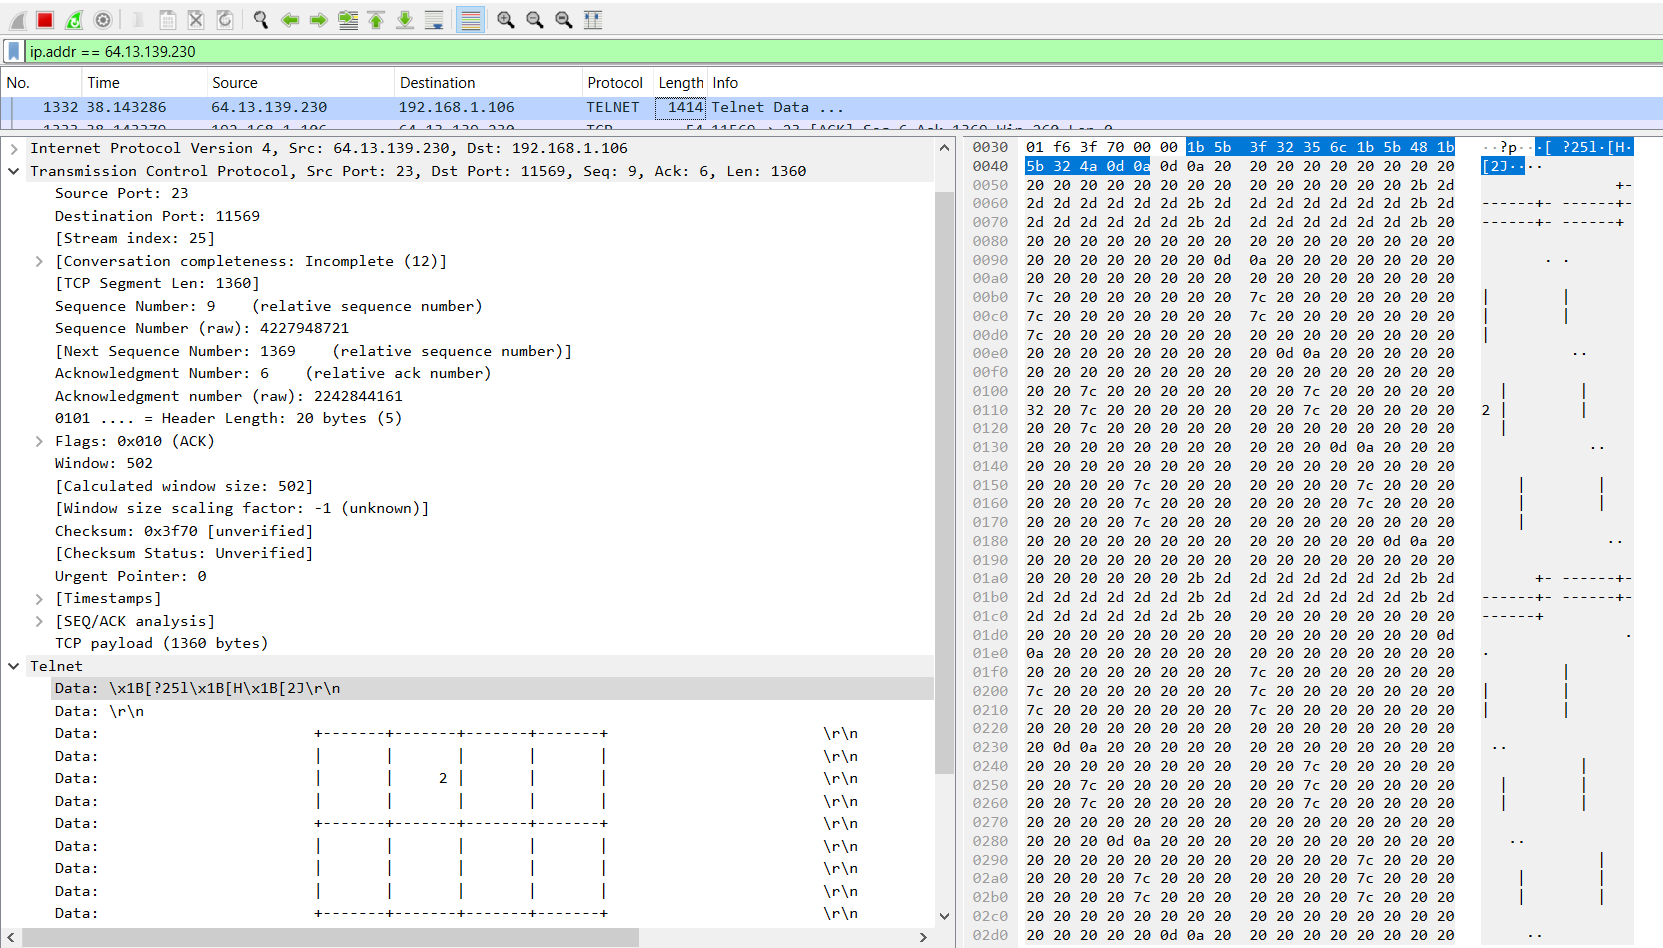 ip.addr == 64.13.139.230
No. Time Source Destination Protocol Length Info
1332 38.143286 64.13.139.230 192.168.1.106 TELNET 1414 Telnet Data ...
1333 38.143379 192.168.1.106 64.13.139.230 TCP 54 11569 → 23 [ACK] Seq=6 Ack=1369 Win=260 Len=0
Internet Protocol Version 4, Src: 64.13.139.230, Dst: 192.168.1.106
Transmission Control Protocol, Src Port: 23, Dst Port: 11569, Seq: 9, Ack: 6, Len: 1360
Source Port: 23
Destination Port: 11569
[Stream index: 25]
[Conversation completeness: Incomplete (12)]
[TCP Segment Len: 1360]
Sequence Number: 9    (relative sequence number)
Sequence Number (raw): 4227948721
[Next Sequence Number: 1369    (relative sequence number)]
Acknowledgment Number: 6    (relative ack number)
Acknowledgment number (raw): 2242844161
0101 .... = Header Length: 20 bytes (5)
Flags: 0x010 (ACK)
Window: 502
[Calculated window size: 502]
[Window size scaling factor: -1 (unknown)]
Checksum: 0x3f70 [unverified]
[Checksum Status: Unverified]
Urgent Pointer: 0
[Timestamps]
[SEQ/ACK analysis]
TCP payload (1360 bytes)
Telnet
Data: \x1B[?25l\x1B[H\x1B[2J\r\n
Data: \r\n
Data: +-------+-------+-------+-------+ \r\n
Data: |       |       |       |       | \r\n
Data: |       |     2 |       |       | \r\n
Data: |       |       |       |       | \r\n
Data: +-------+-------+-------+-------+ \r\n
Data: |       |       |       |       | \r\n
Data: |       |       |       |       | \r\n
Data: |       |       |       |       | \r\n
Data: +-------+-------+-------+-------+ \r\n
0030 01 f6 3f 70 00 00 1b 5b 3f 32 35 6c 1b 5b 48 1b ··?p···[ ?25l·[H·
0040 5b 32 4a 0d 0a 0d 0a 20 20 20 20 20 20 20 20 20 [2J····
0050 20 20 20 20 20 20 20 20 20 20 20 20 20 20 2b 2d +-
0060 2d 2d 2d 2d 2d 2d 2b 2d 2d 2d 2d 2d 2d 2d 2b 2d ------+- ------+-
0070 2d 2d 2d 2d 2d 2d 2b 2d 2d 2d 2d 2d 2d 2d 2b 20 ------+- ------+
0080 20 20 20 20 20 20 20 20 20 20 20 20 20 20 20 20
0090 20 20 20 20 20 20 20 0d 0a 20 20 20 20 20 20 20 · ·
00a0 20 20 20 20 20 20 20 20 20 20 20 20 20 20 20 20
00b0 7c 20 20 20 20 20 20 20 7c 20 20 20 20 20 20 20 | |
00c0 7c 20 20 20 20 20 20 20 7c 20 20 20 20 20 20 20 | |
00d0 7c 20 20 20 20 20 20 20 20 20 20 20 20 20 20 20 |
00e0 20 20 20 20 20 20 20 20 20 0d 0a 20 20 20 20 20 ··
00f0 20 20 20 20 20 20 20 20 20 20 20 20 20 20 20 20
0100 20 20 7c 20 20 20 20 20 20 20 7c 20 20 20 20 20 | |
0110 32 20 7c 20 20 20 20 20 20 20 7c 20 20 20 20 20 2 | |
0120 20 20 7c 20 20 20 20 20 20 20 20 20 20 20 20 20 |
0130 20 20 20 20 20 20 20 20 20 20 20 0d 0a 20 20 20 ··
0140 20 20 20 20 20 20 20 20 20 20 20 20 20 20 20 20
0150 20 20 20 20 7c 20 20 20 20 20 20 20 7c 20 20 20 | |
0160 20 20 20 20 7c 20 20 20 20 20 20 20 7c 20 20 20 | |
0170 20 20 20 20 7c 20 20 20 20 20 20 20 20 20 20 20 |
0180 20 20 20 20 20 20 20 20 20 20 20 20 20 0d 0a 20 ··
0190 20 20 20 20 20 20 20 20 20 20 20 20 20 20 20 20
01a0 20 20 20 20 20 20 2b 2d 2d 2d 2d 2d 2d 2d 2b 2d +- ------+-
01b0 2d 2d 2d 2d 2d 2d 2b 2d 2d 2d 2d 2d 2d 2d 2b 2d ------+- ------+-
01c0 2d 2d 2d 2d 2d 2d 2b 20 20 20 20 20 20 20 20 20 ------+
01d0 20 20 20 20 20 20 20 20 20 20 20 20 20 20 20 0d ·
01e0 0a 20 20 20 20 20 20 20 20 20 20 20 20 20 20 20 ·
01f0 20 20 20 20 20 20 20 20 7c 20 20 20 20 20 20 20 |
0200 7c 20 20 20 20 20 20 20 7c 20 20 20 20 20 20 20 | |
0210 7c 20 20 20 20 20 20 20 7c 20 20 20 20 20 20 20 | |
0220 20 20 20 20 20 20 20 20 20 20 20 20 20 20 20 20
0230 20 0d 0a 20 20 20 20 20 20 20 20 20 20 20 20 20 ··
0240 20 20 20 20 20 20 20 20 20 20 7c 20 20 20 20 20 |
0250 20 20 7c 20 20 20 20 20 20 20 7c 20 20 20 20 20 | |
0260 20 20 7c 20 20 20 20 20 20 20 7c 20 20 20 20 20 | |
0270 20 20 20 20 20 20 20 20 20 20 20 20 20 20 20 20
0280 20 20 20 0d 0a 20 20 20 20 20 20 20 20 20 20 20 ··
0290 20 20 20 20 20 20 20 20 20 20 20 20 7c 20 20 20 |
02a0 20 20 20 20 7c 20 20 20 20 20 20 20 7c 20 20 20 | |
02b0 20 20 20 20 7c 20 20 20 20 20 20 20 7c 20 20 20 | |
02c0 20 20 20 20 20 20 20 20 20 20 20 20 20 20 20 20
02d0 20 20 20 20 20 0d 0a 20 20 20 20 20 20 20 20 20 ··